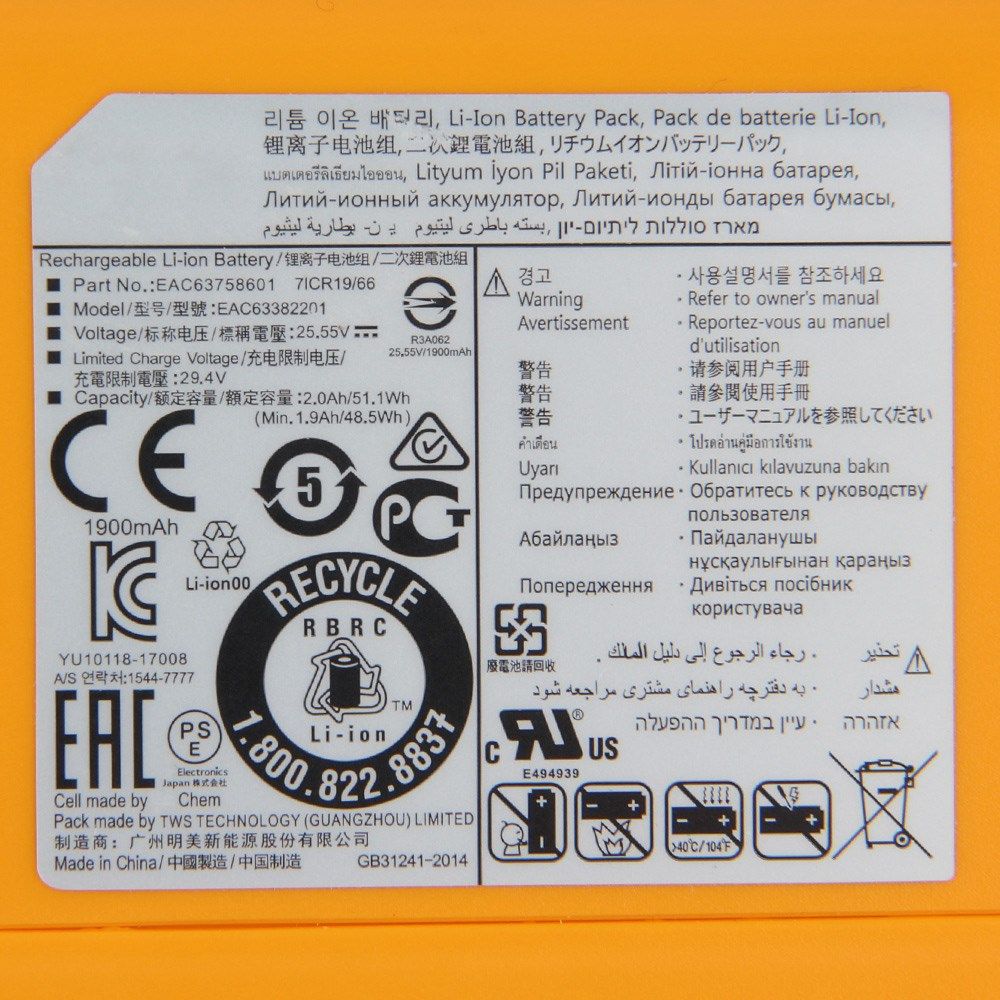 리튬 이온 배터리, Li-Ion Battery Pack, Pack de batterie Li-Ion,
锂离子电池组, 二次鋰電池組, リチウムイオンバッテリーパック,
แบตเตอรี่ลิเธียมไอออน, Lityum İyon Pil Paketi, Літій-іонна батарея,
Литий-ионный аккумулятор, Литий-ионды батарея бумасы,
מארז סוללות ליתיום-יון, بسته باطری لیتیوم ی ن- بطارية ليثيوم
Rechargeable Li-ion Battery/锂离子电池组/二次鋰電池組
■ Part No.:EAC63758601 7ICR19/66
■ Model/型号/型號:EAC63382201
■ Voltage/标称电压/標稱電壓:25.55V
R3A062
25.55V/1900mAh
■ Limited Charge Voltage/充电限制电压/
充電限制電壓:29.4V
■ Capacity/额定容量/額定容量:2.0Ah/51.1Wh
(Min. 1.9Ah/48.5Wh)
CE
5
PCT
1900mAh
Li-ion00
RECYCLE
RBRC
TM
Li-ion
1.800.822.8837
YU10118-17008
A/S 연락처:1544-7777
EAC
PS
E
Electronics
Japan 株式会社
Cell made by Chem
Pack made by TWS TECHNOLOGY (GUANGZHOU) LIMITED
制造商: 广州明美新能源股份有限公司
Made in China/中國製造/中国制造 GB31241-2014
경고 · 사용설명서를 참조하세요
Warning · Refer to owner's manual
Avertissement · Reportez-vous au manuel
d'utilisation
警告 · 请参阅用户手册
警告 · 請參閱使用手冊
警告 · ユーザーマニュアルを参照してください
คำเตือน · โปรดอ่านคู่มือการใช้งาน
Uyarı · Kullanıcı kılavuzuna bakın
Предупреждение · Обратитесь к руководству
пользователя
Абайлаңыз · Пайдаланушы
нұсқаулығынан қараңыз
Попередження · Дивіться посібник
користувача
廢電池請回收
تحذير · رجاء الرجوع إلى دليل الملك .
هشدار · به دفترچه راهنمای مشتری مراجعه شود
אזהרה · עיין במדריך ההפעלה
c RU ® US
E494939
>40°C/104°F